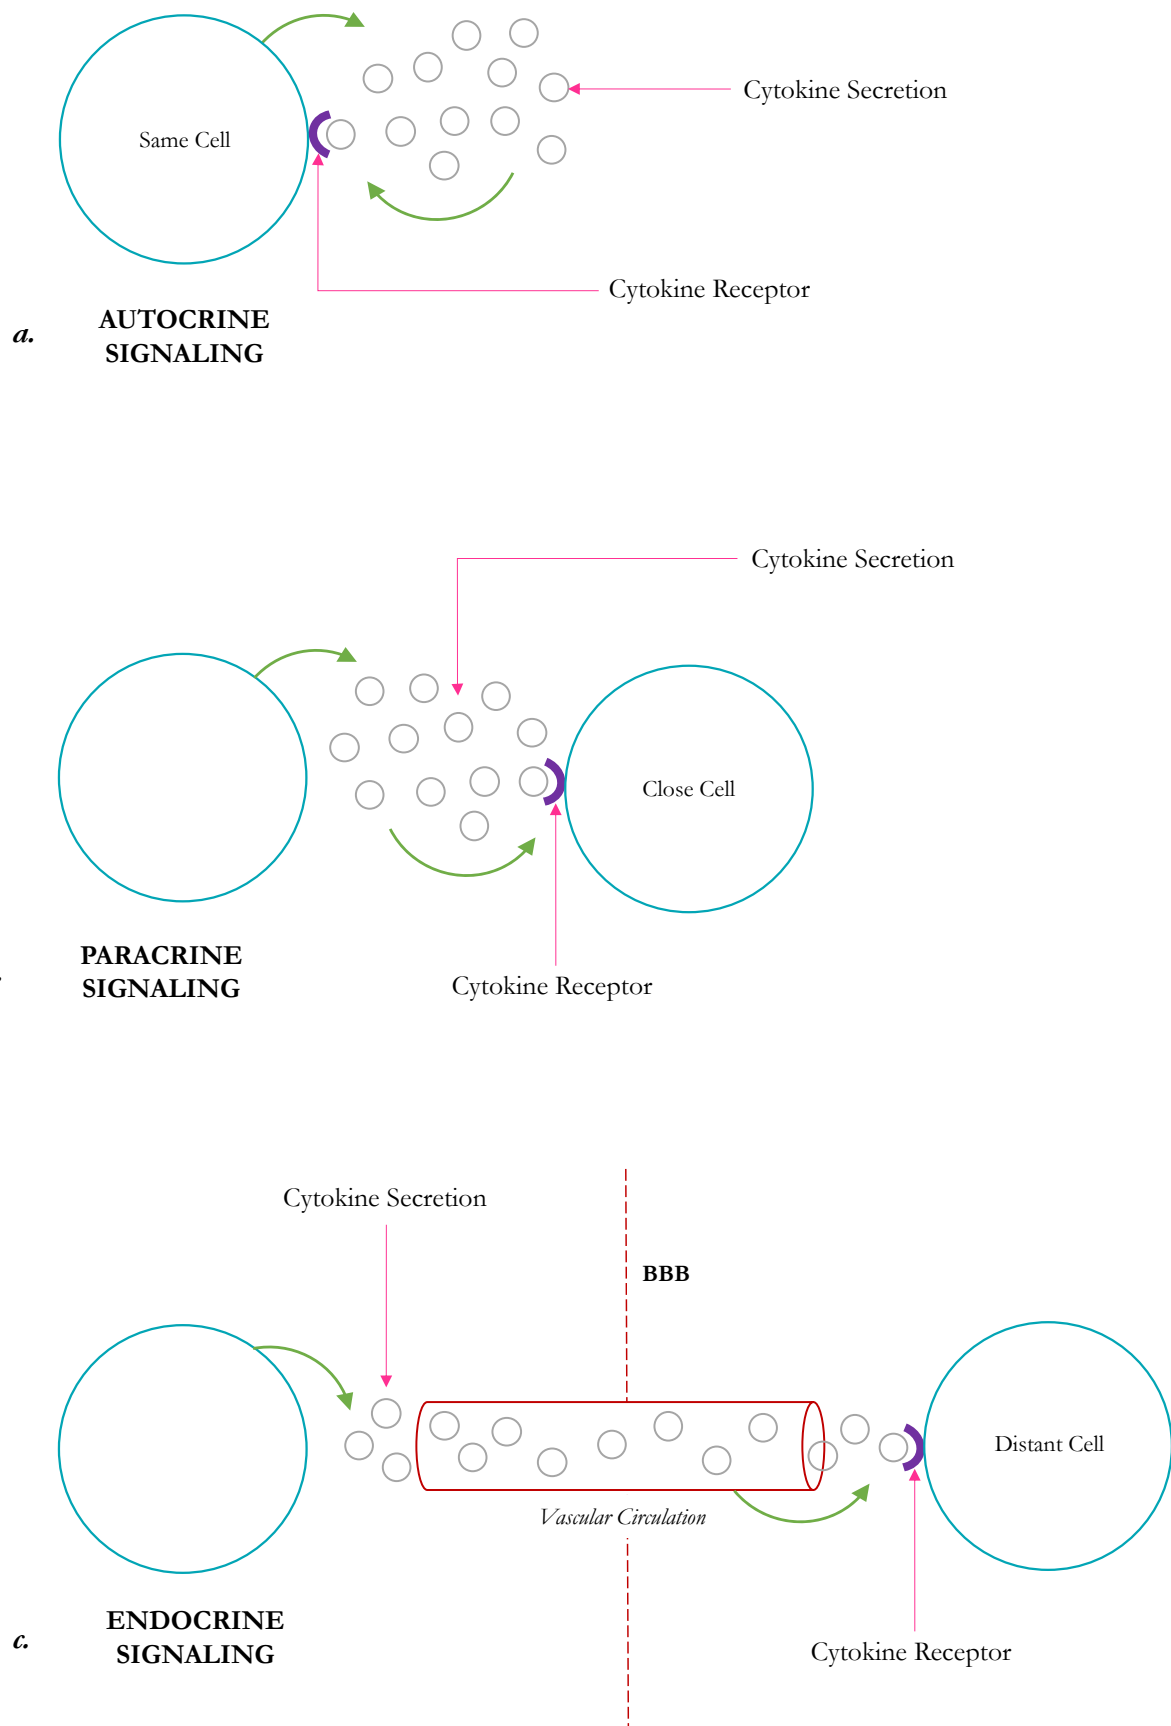 Cytokine Secretion
Same Cell
Cytokine Receptor
a.
AUTOCRINE
SIGNALING
Cytokine Secretion
Close Cell
PARACRINE
SIGNALING
Cytokine Receptor
Cytokine Secretion
BBB
Distant Cell
Vascular Circulation
c.
ENDOCRINE
SIGNALING
Cytokine Receptor